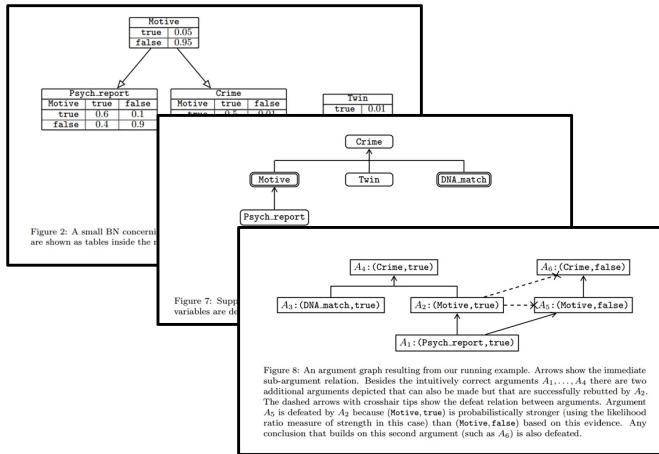 Motive
true 0.05
false 0.95
Psych_report
Motive true false
true 0.6 0.1
false 0.4 0.9
Crime
Motive true false
true 0.5 0.01
Twin
true 0.01
Figure 2: A small BN concerni
are shown as tables inside the
Crime
Motive
Twin
DNA_match
Psych_report
Figure 7: Supp
variables are de
A4:(Crime,true)
A6:(Crime,false)
A3:(DNA_match,true)
A2:(Motive,true)
A5:(Motive,false)
A1:(Psych_report,true)
Figure 8: An argument graph resulting from our running example. Arrows show the immediate
sub-argument relation. Besides the intuitively correct arguments A1,...,A4 there are two
additional arguments depicted that can also be made but that are successfully rebutted by A2.
The dashed arrows with crosshair tips show the defeat relation between arguments. Argument
A5 is defeated by A2 because (Motive,true) is probabilistically stronger (using the likelihood
ratio measure of strength in this case) than (Motive,false) based on this evidence. Any
conclusion that builds on this second argument (such as A6) is also defeated.